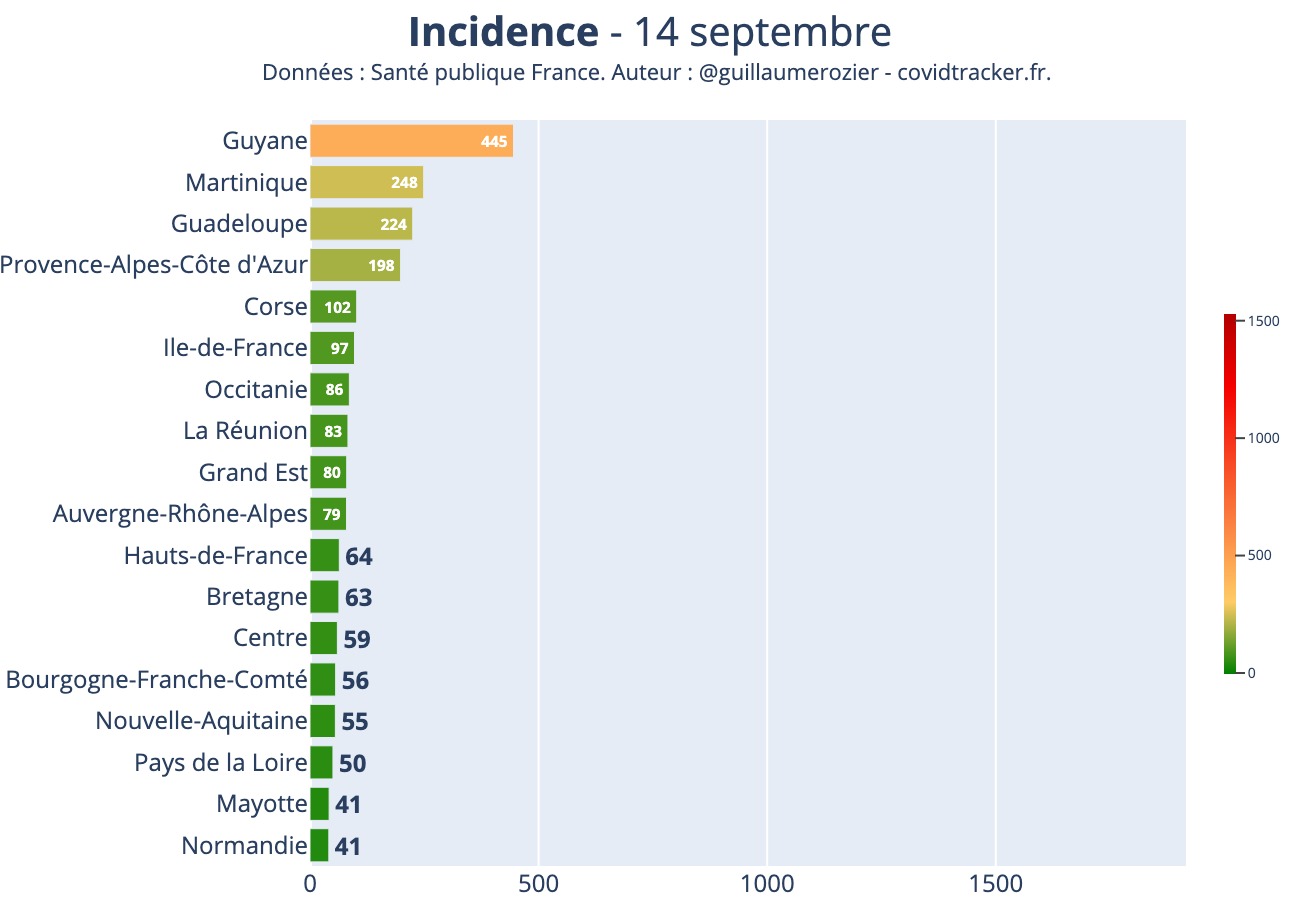 Incidence - 14 septembre
Données : Santé publique France. Auteur : @guillaumerozier - covidtracker.fr.
Guyane 445
Martinique 248
Guadeloupe 224
Provence-Alpes-Côte d'Azur 198
Corse 102
Ile-de-France 97
Occitanie 86
La Réunion 83
Grand Est 80
Auvergne-Rhône-Alpes 79
Hauts-de-France 64
Bretagne 63
Centre 59
Bourgogne-Franche-Comté 56
Nouvelle-Aquitaine 55
Pays de la Loire 50
Mayotte 41
Normandie 41
0 500 1000 1500
1500
1000
500
0